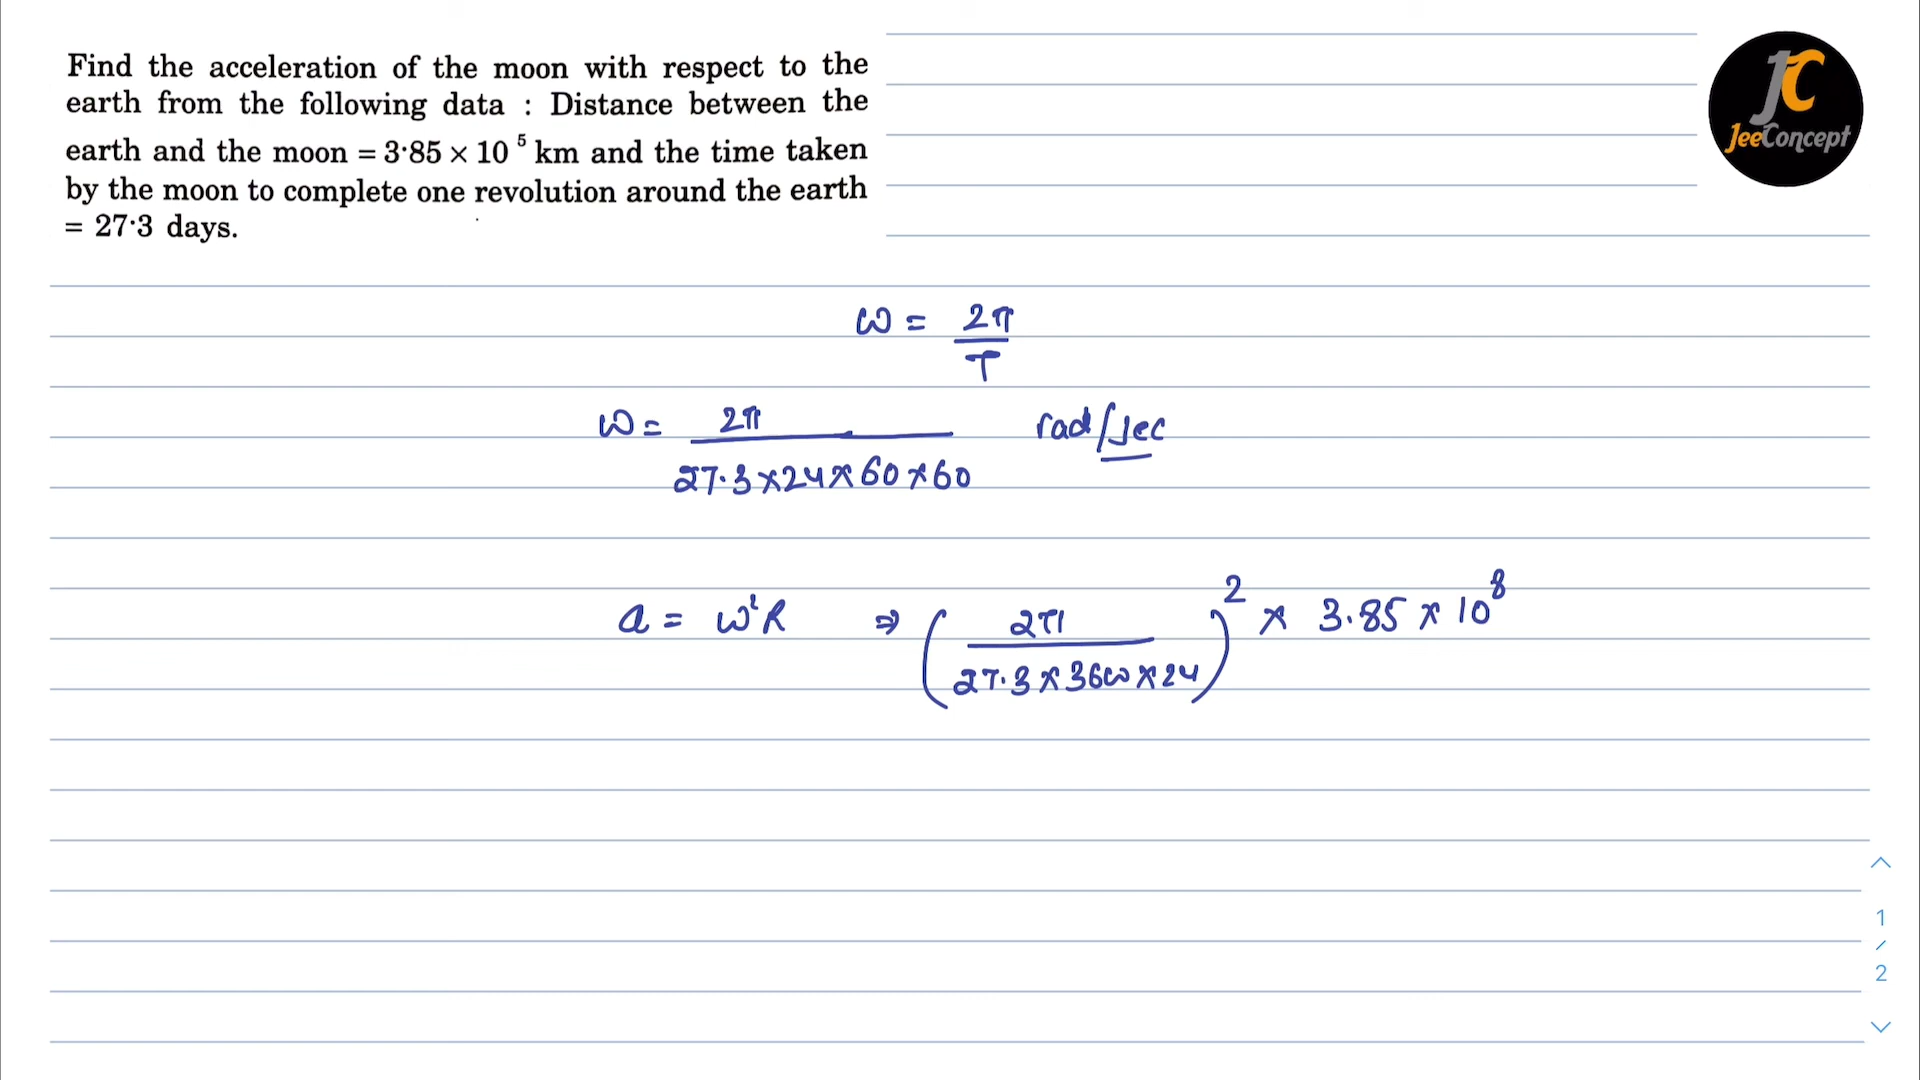 Find the acceleration of the moon with respect to the
earth from the following data : Distance between the
earth and the moon = 3·85 × 10 ⁵ km and the time taken
by the moon to complete one revolution around the earth
= 27·3 days.
JC
JeeConcept
ω = 2π
T
ω = 2π rad/sec
27.3×24×60×60
a = ω²R ⇒ ( 2π )² × 3.85 × 10⁸
27.3×3600×24
1
/
2